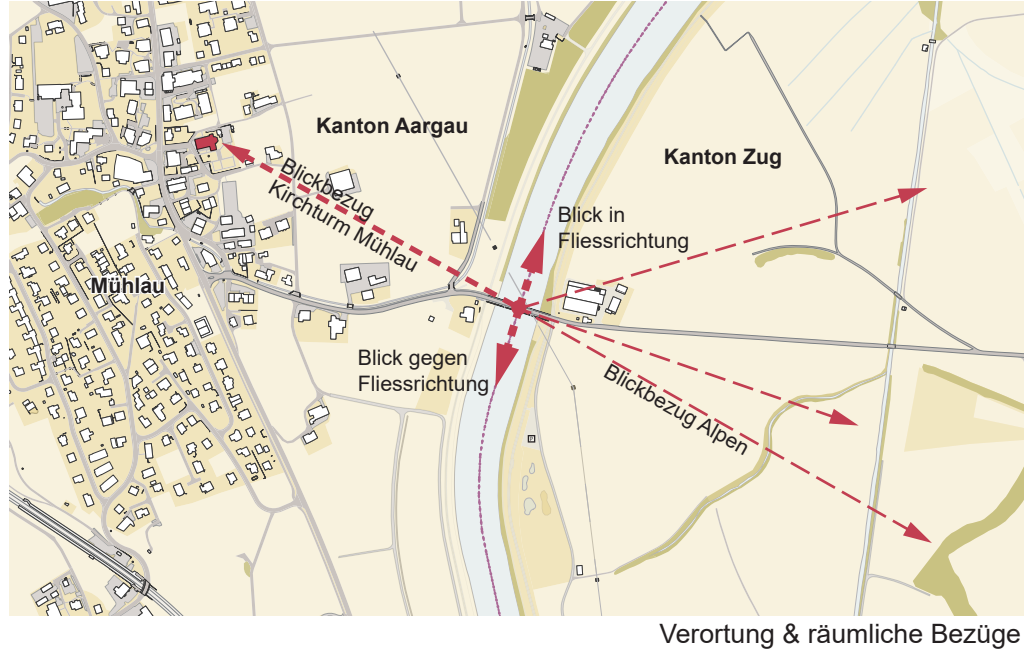 Kanton Aargau
Kanton Zug
Blickbezug
Kirchturm Mühlau
Blick in
Fliessrichtung
Mühlau
Blick gegen
Fliessrichtung
Blickbezug Alpen
Verortung & räumliche Bezüge